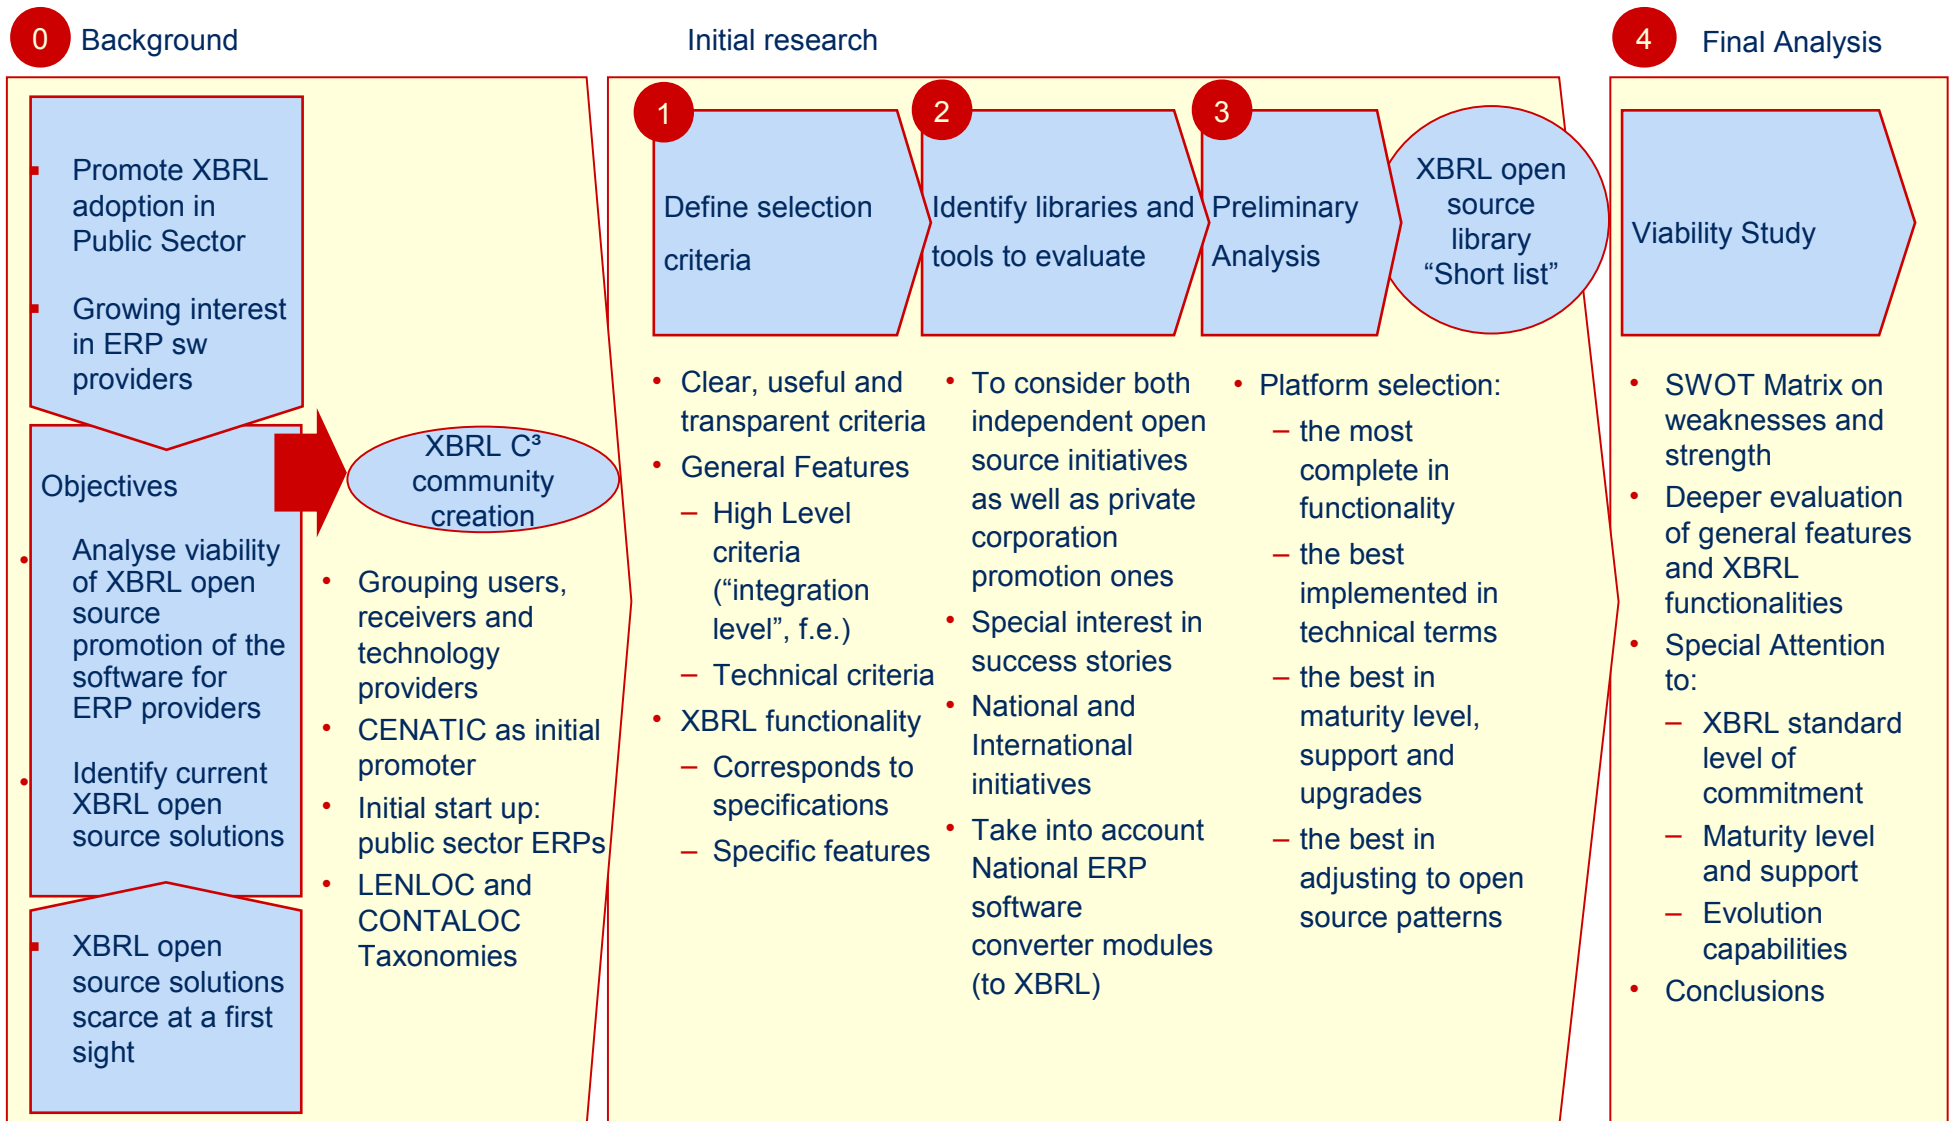 0 Background
Promote XBRL
adoption in
Public Sector
Growing interest
in ERP sw
providers
Objectives
Analyse viability
of XBRL open
source
promotion of the
software for
ERP providers
Identify current
XBRL open
source solutions
XBRL open
source solutions
scarce at a first
sight
XBRL C³
community
creation
• Grouping users,
receivers and
technology
providers
• CENATIC as initial
promoter
• Initial start up:
public sector ERPs
• LENLOC and
CONTALOC
Taxonomies
Initial research
1
Define selection
criteria
• Clear, useful and
transparent criteria
• General Features
– High Level
criteria
(“integration
level”, f.e.)
– Technical criteria
• XBRL functionality
– Corresponds to
specifications
– Specific features
2
Identify libraries and
tools to evaluate
• To consider both
independent open
source initiatives
as well as private
corporation
promotion ones
• Special interest in
success stories
• National and
International
initiatives
• Take into account
National ERP
software
converter modules
(to XBRL)
3
Preliminary
Analysis
• Platform selection:
– the most
complete in
functionality
– the best
implemented in
technical terms
– the best in
maturity level,
support and
upgrades
– the best in
adjusting to open
source patterns
XBRL open
source
library
“Short list”
4 Final Analysis
Viability Study
• SWOT Matrix on
weaknesses and
strength
• Deeper evaluation
of general features
and XBRL
functionalities
• Special Attention
to:
– XBRL standard
level of
commitment
– Maturity level
and support
– Evolution
capabilities
• Conclusions